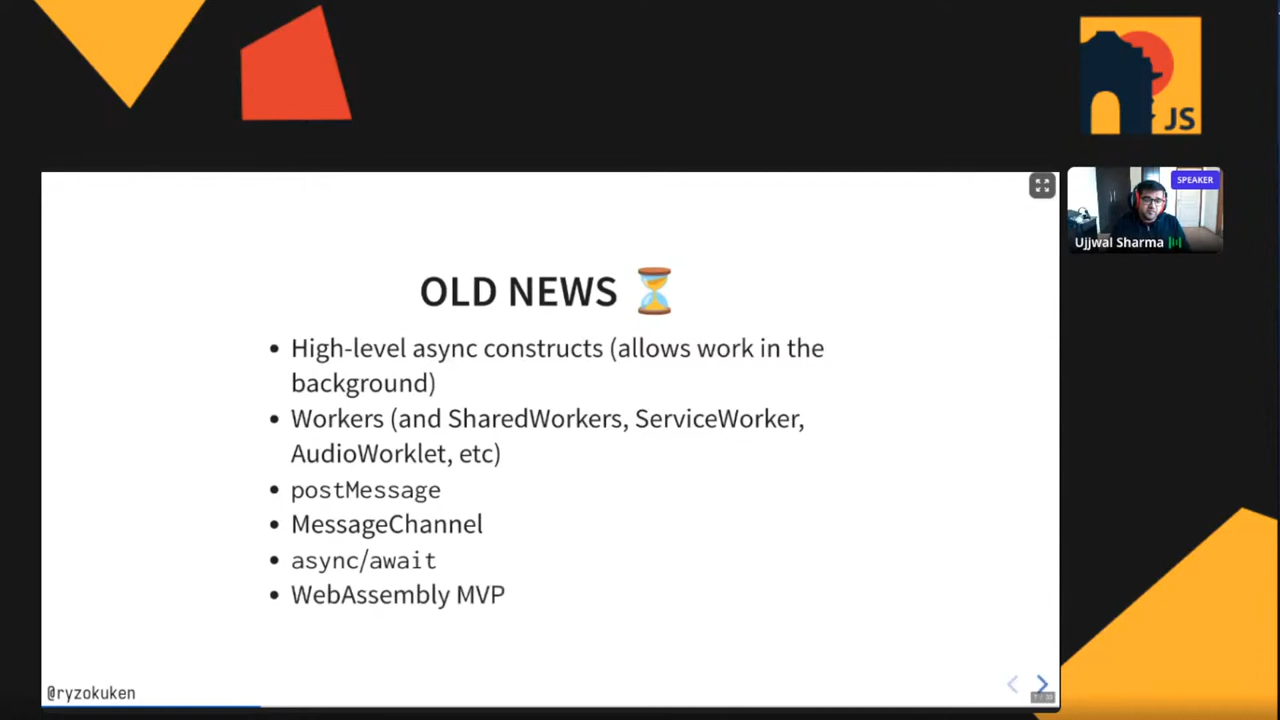 JS
SPEAKER
Ujjwal Sharma
OLD NEWS ⏳
• High-level async constructs (allows work in the
background)
• Workers (and SharedWorkers, ServiceWorker,
AudioWorklet, etc)
• postMessage
• MessageChannel
• async/await
• WebAssembly MVP
@ryzokuken